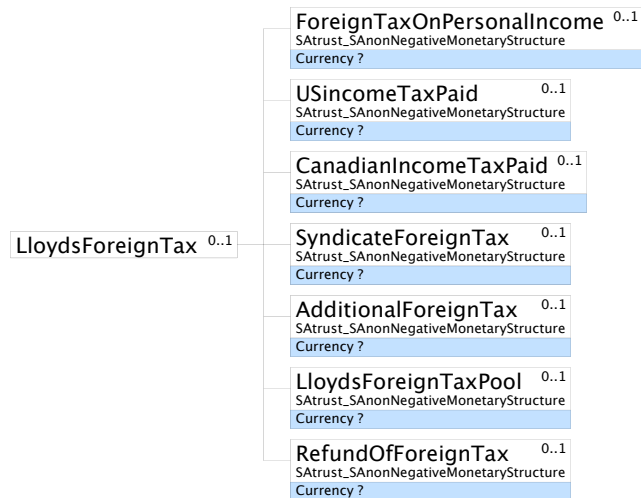 ForeignTaxOnPersonalIncome 0..1
SAtrust_SAnonNegativeMonetaryStructure
Currency ?
USincomeTaxPaid 0..1
SAtrust_SAnonNegativeMonetaryStructure
Currency ?
CanadianIncomeTaxPaid 0..1
SAtrust_SAnonNegativeMonetaryStructure
Currency ?
LloydsForeignTax 0..1
SyndicateForeignTax 0..1
SAtrust_SAnonNegativeMonetaryStructure
Currency ?
AdditionalForeignTax 0..1
SAtrust_SAnonNegativeMonetaryStructure
Currency ?
LloydsForeignTaxPool 0..1
SAtrust_SAnonNegativeMonetaryStructure
Currency ?
RefundOfForeignTax 0..1
SAtrust_SAnonNegativeMonetaryStructure
Currency ?